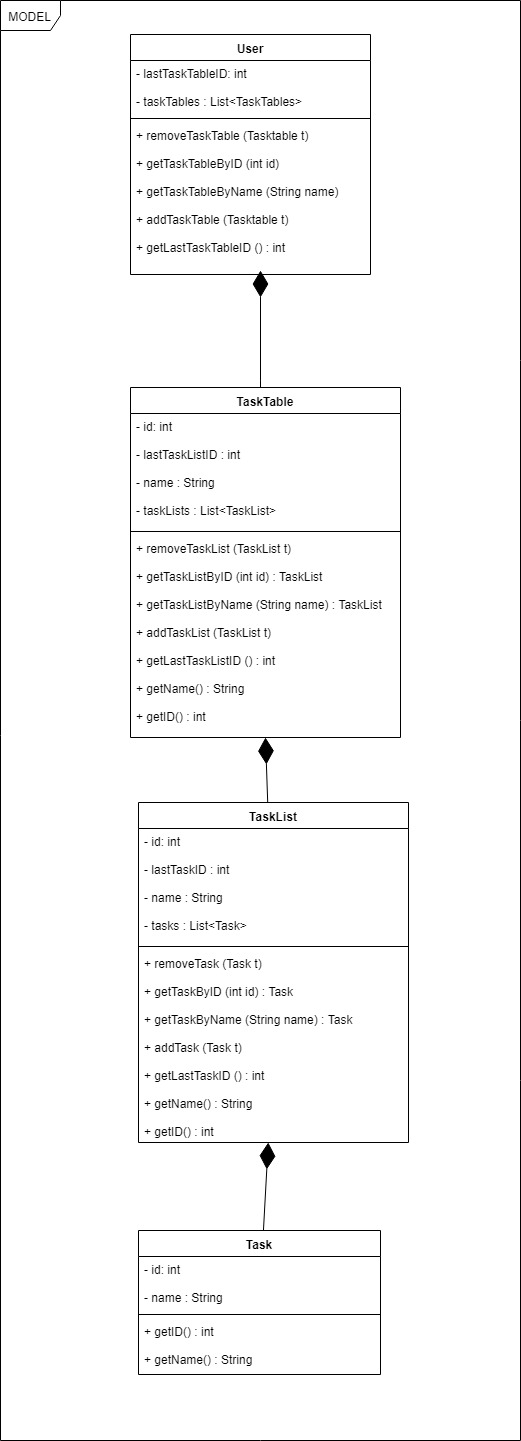 MODEL
User
- lastTaskTableID: int
- taskTables : List<TaskTables>
+ removeTaskTable (Tasktable t)
+ getTaskTableByID (int id)
+ getTaskTableByName (String name)
+ addTaskTable (Tasktable t)
+ getLastTaskTableID () : int
TaskTable
- id: int
- lastTaskListID : int
- name : String
- taskLists : List<TaskList>
+ removeTaskList (TaskList t)
+ getTaskListByID (int id) : TaskList
+ getTaskListByName (String name) : TaskList
+ addTaskList (TaskList t)
+ getLastTaskListID () : int
+ getName() : String
+ getID() : int
TaskList
- id: int
- lastTaskID : int
- name : String
- tasks : List<Task>
+ removeTask (Task t)
+ getTaskByID (int id) : Task
+ getTaskByName (String name) : Task
+ addTask (Task t)
+ getLastTaskID () : int
+ getName() : String
+ getID() : int
Task
- id: int
- name : String
+ getID() : int
+ getName() : String